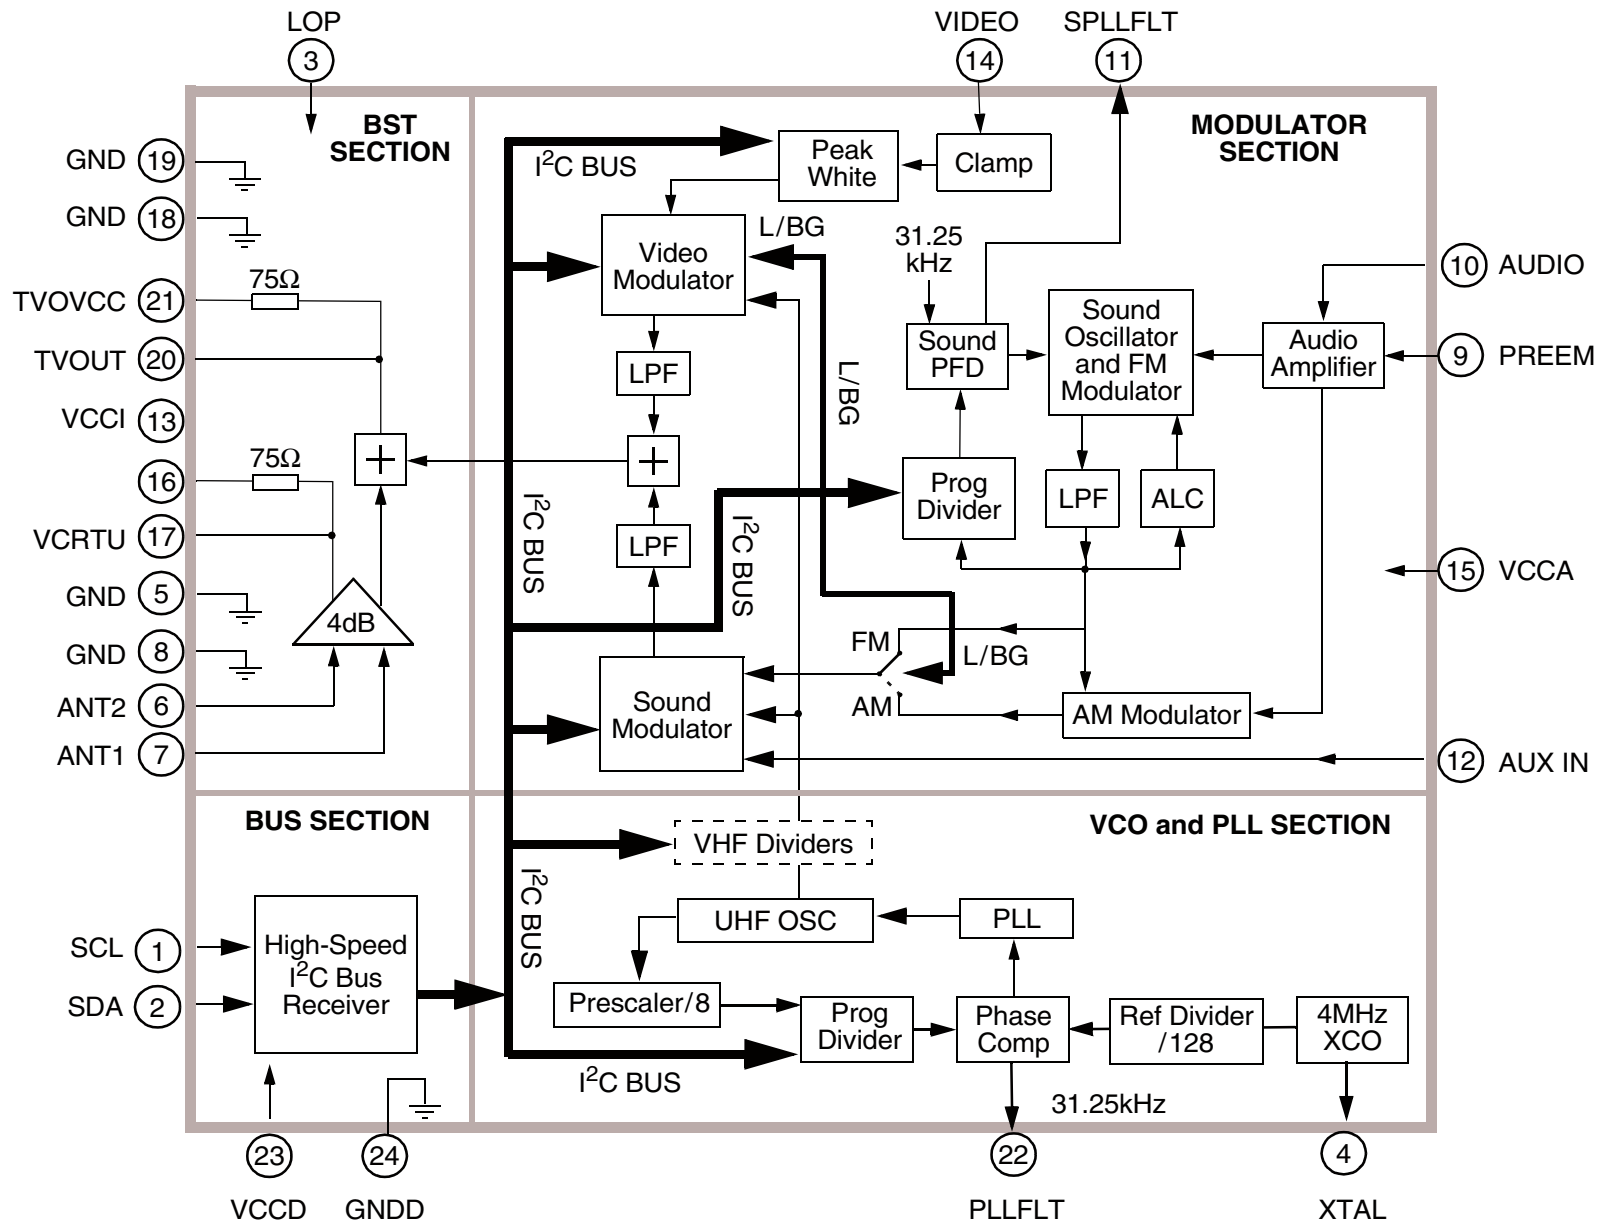 LOP
3
VIDEO
14
SPLLFLT
11
BST
SECTION
MODULATOR
SECTION
GND 19
GND 18
TVOVCC 21
75Ω
TVOUT 20
VCCI 13
16
75Ω
VCRTU 17
GND 5
GND 8
ANT2 6
ANT1 7
4dB
+
I²C BUS
Peak
White
Clamp
Video
Modulator
L/BG
31.25
kHz
LPF
+
LPF
Sound
PFD
Sound
Oscillator
and FM
Modulator
Audio
Amplifier
10 AUDIO
9 PREEM
L/BG
Prog
Divider
LPF
ALC
I²C BUS
I²C BUS
15 VCCA
FM
L/BG
AM
Sound
Modulator
AM Modulator
12 AUX IN
BUS SECTION
VCO and PLL SECTION
VHF Dividers
I²C BUS
UHF OSC
PLL
SCL 1
SDA 2
High-Speed
I²C Bus
Receiver
Prescaler/8
Prog
Divider
Phase
Comp
Ref Divider
/128
4MHz
XCO
I²C BUS
31.25kHz
23
VCCD
24
GNDD
22
PLLFLT
4
XTAL